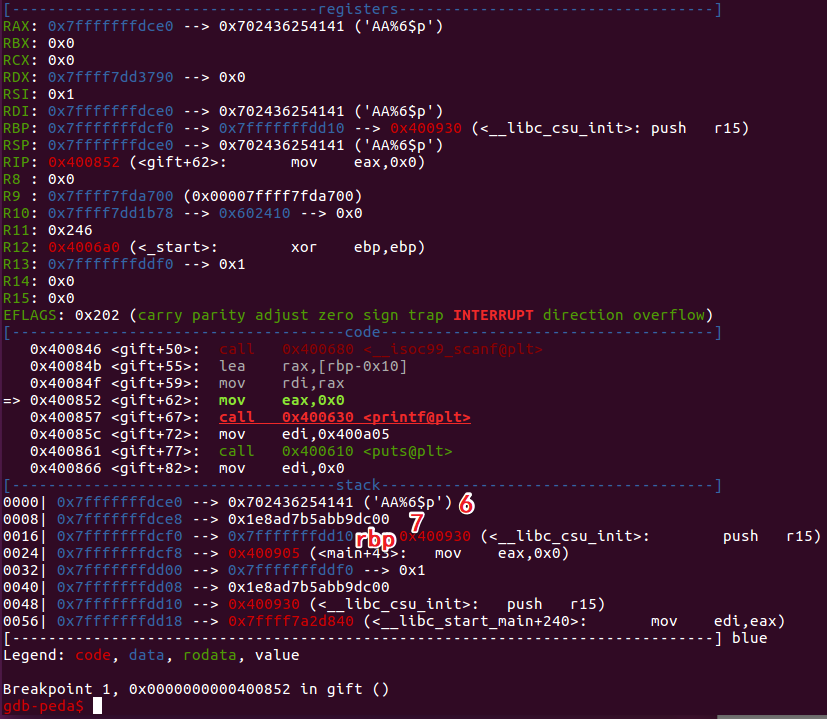 [----------------------------------registers-----------------------------------]
RAX: 0x7fffffffdce0 --> 0x702436254141 ('AA%6$p')
RBX: 0x0
RCX: 0x0
RDX: 0x7ffff7dd3790 --> 0x0
RSI: 0x1
RDI: 0x7fffffffdce0 --> 0x702436254141 ('AA%6$p')
RBP: 0x7fffffffdcf0 --> 0x7fffffffdd10 --> 0x400930 (<__libc_csu_init>: push   r15)
RSP: 0x7fffffffdce0 --> 0x702436254141 ('AA%6$p')
RIP: 0x400852 (<gift+62>:       mov    eax,0x0)
R8 : 0x0
R9 : 0x7ffff7fda700 (0x00007ffff7fda700)
R10: 0x7ffff7dd1b78 --> 0x602410 --> 0x0
R11: 0x246
R12: 0x4006a0 (<_start>:        xor    ebp,ebp)
R13: 0x7fffffffddf0 --> 0x1
R14: 0x0
R15: 0x0
EFLAGS: 0x202 (carry parity adjust zero sign trap INTERRUPT direction overflow)
[-------------------------------------code-------------------------------------]
   0x400846 <gift+50>:  call   0x400680 <__isoc99_scanf@plt>
   0x40084b <gift+55>:  lea    rax,[rbp-0x10]
   0x40084f <gift+59>:  mov    rdi,rax
=> 0x400852 <gift+62>:  mov    eax,0x0
   0x400857 <gift+67>:  call   0x400630 <printf@plt>
   0x40085c <gift+72>:  mov    edi,0x400a05
   0x400861 <gift+77>:  call   0x400610 <puts@plt>
   0x400866 <gift+82>:  mov    edi,0x0
[------------------------------------stack-------------------------------------]
0000| 0x7fffffffdce0 --> 0x702436254141 ('AA%6$p') 6
0008| 0x7fffffffdce8 --> 0x1e8ad7b5abb9dc00 7
0016| 0x7fffffffdcf0 --> 0x7fffffffdd10 rbp 0x400930 (<__libc_csu_init>:        push   r15)
0024| 0x7fffffffdcf8 --> 0x400905 (<main+45>:   mov    eax,0x0)
0032| 0x7fffffffdd00 --> 0x7fffffffddf0 --> 0x1
0040| 0x7fffffffdd08 --> 0x1e8ad7b5abb9dc00
0048| 0x7fffffffdd10 --> 0x400930 (<__libc_csu_init>:   push   r15)
0056| 0x7fffffffdd18 --> 0x7ffff7a2d840 (<__libc_start_main+240>:       mov    edi,eax)
[------------------------------------------------------------------------------] blue
Legend: code, data, rodata, value
Breakpoint 1, 0x0000000000400852 in gift ()
gdb-peda$